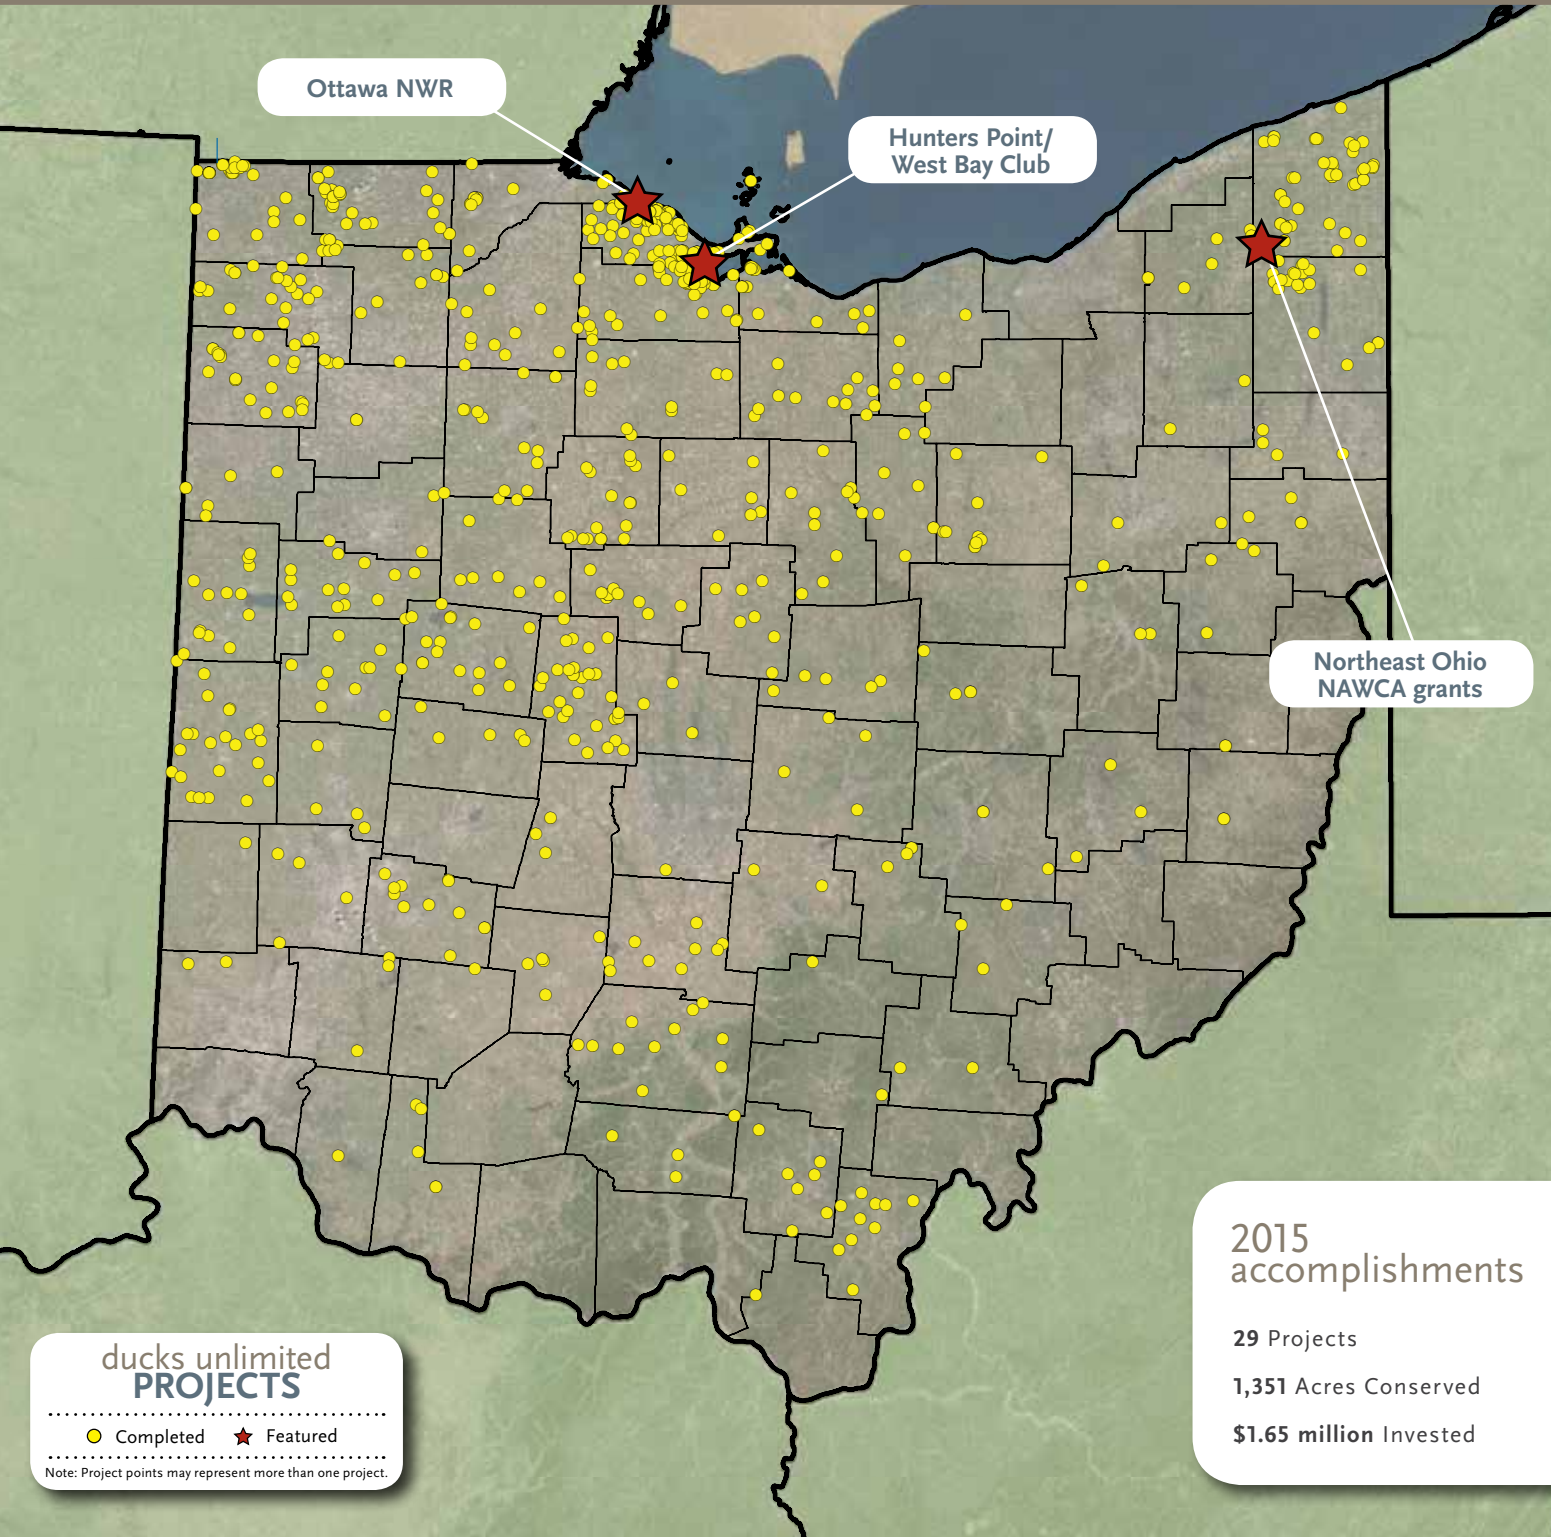 Ottawa NWR
Hunters Point/
West Bay Club
Northeast Ohio
NAWCA grants
2015
accomplishments
29 Projects
1,351 Acres Conserved
$1.65 million Invested
ducks unlimited
PROJECTS
Completed Featured
Note: Project points may represent more than one project.